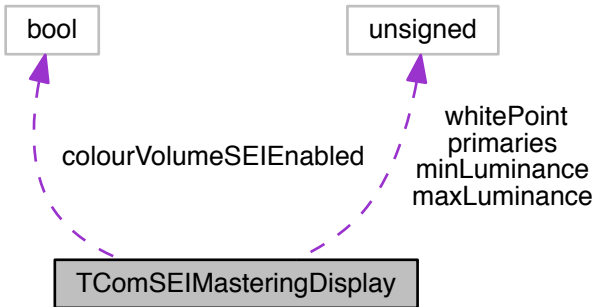 bool
unsigned
whitePoint
primaries
minLuminance
maxLuminance
colourVolumeSEIEnabled
TComSEIMasteringDisplay